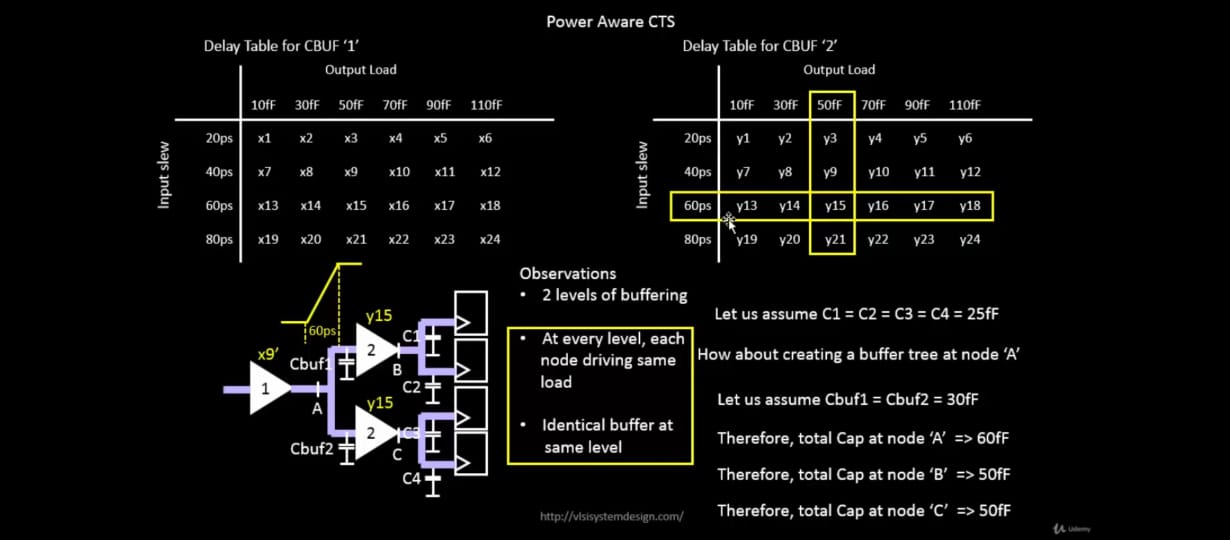 Power Aware CTS
Delay Table for CBUF '1'
Output Load
10fF 30fF 50fF 70fF 90fF 110fF
Input slew
20ps x1 x2 x3 x4 x5 x6
40ps x7 x8 x9 x10 x11 x12
60ps x13 x14 x15 x16 x17 x18
80ps x19 x20 x21 x22 x23 x24
Delay Table for CBUF '2'
Output Load
10fF 30fF 50fF 70fF 90fF 110fF
Input slew
20ps y1 y2 y3 y4 y5 y6
40ps y7 y8 y9 y10 y11 y12
60ps y13 y14 y15 y16 y17 y18
80ps y19 y20 y21 y22 y23 y24
60ps
x9'
1
A
Cbuf1
y15
2
B
C1
C2
Cbuf2
y15
2
C
C3
C4
Observations
• 2 levels of buffering
• At every level, each
node driving same
load
• Identical buffer at
same level
Let us assume C1 = C2 = C3 = C4 = 25fF
How about creating a buffer tree at node 'A'
Let us assume Cbuf1 = Cbuf2 = 30fF
Therefore, total Cap at node 'A' => 60fF
Therefore, total Cap at node 'B' => 50fF
Therefore, total Cap at node 'C' => 50fF
http://vlsisystemdesign.com/
Udemy